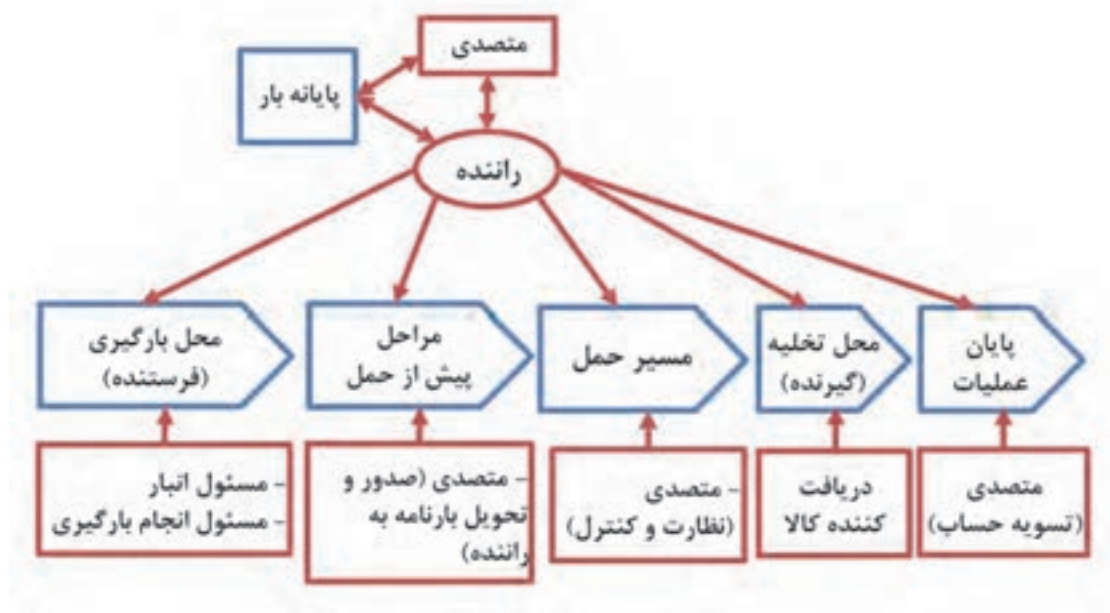 متصدی
پایانه بار
راننده
محل بارگیری
(فرستنده)
مراحل
پیش از حمل
مسیر حمل
محل تخلیه
(گیرنده)
پایان
عملیات
- مسئول انبار
- مسئول انجام بارگیری
- متصدی (صدور و
تحویل بارنامه به
راننده)
- متصدی
(نظارت و کنترل)
دریافت
کننده کالا
متصدی
(تسویه حساب)